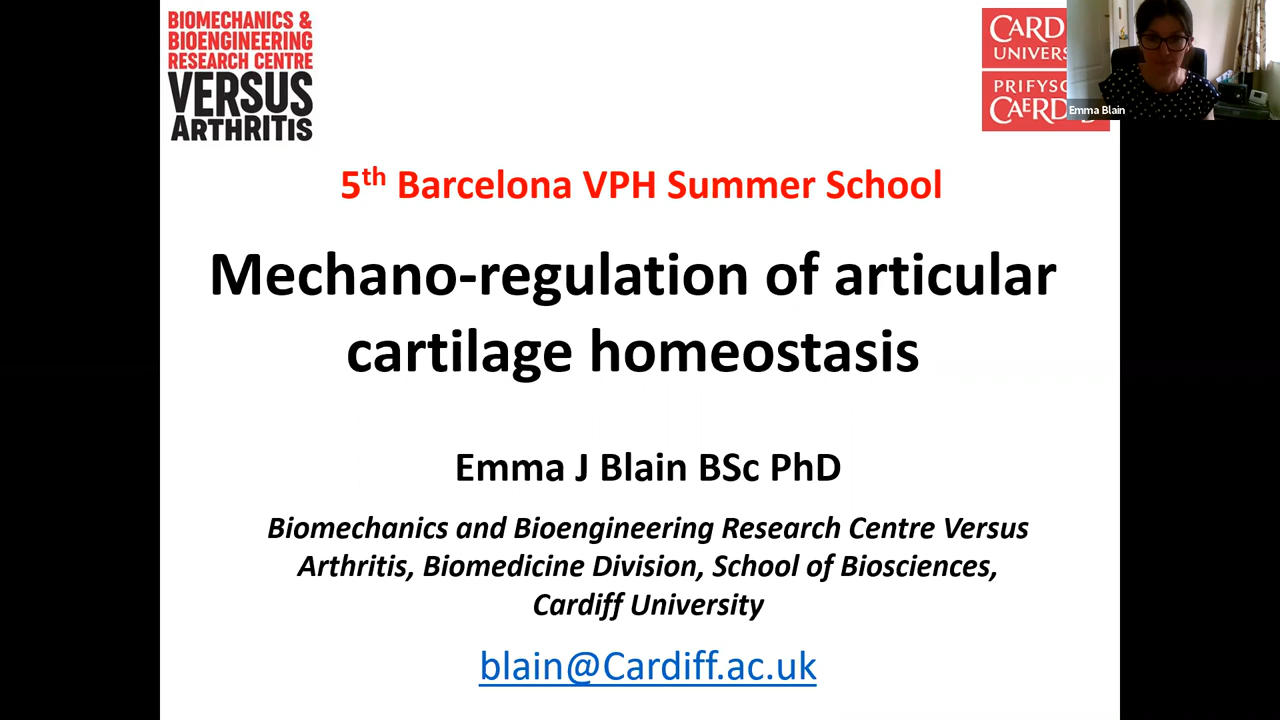 BIOMECHANICS &
BIOENGINEERING
RESEARCH CENTRE
VERSUS
ARTHRITIS
CARD
UNIVERS
PRIFYSG
CAERD
Emma Blain
5th Barcelona VPH Summer School
Mechano-regulation of articular
cartilage homeostasis
Emma J Blain BSc PhD
Biomechanics and Bioengineering Research Centre Versus
Arthritis, Biomedicine Division, School of Biosciences,
Cardiff University
blain@Cardiff.ac.uk